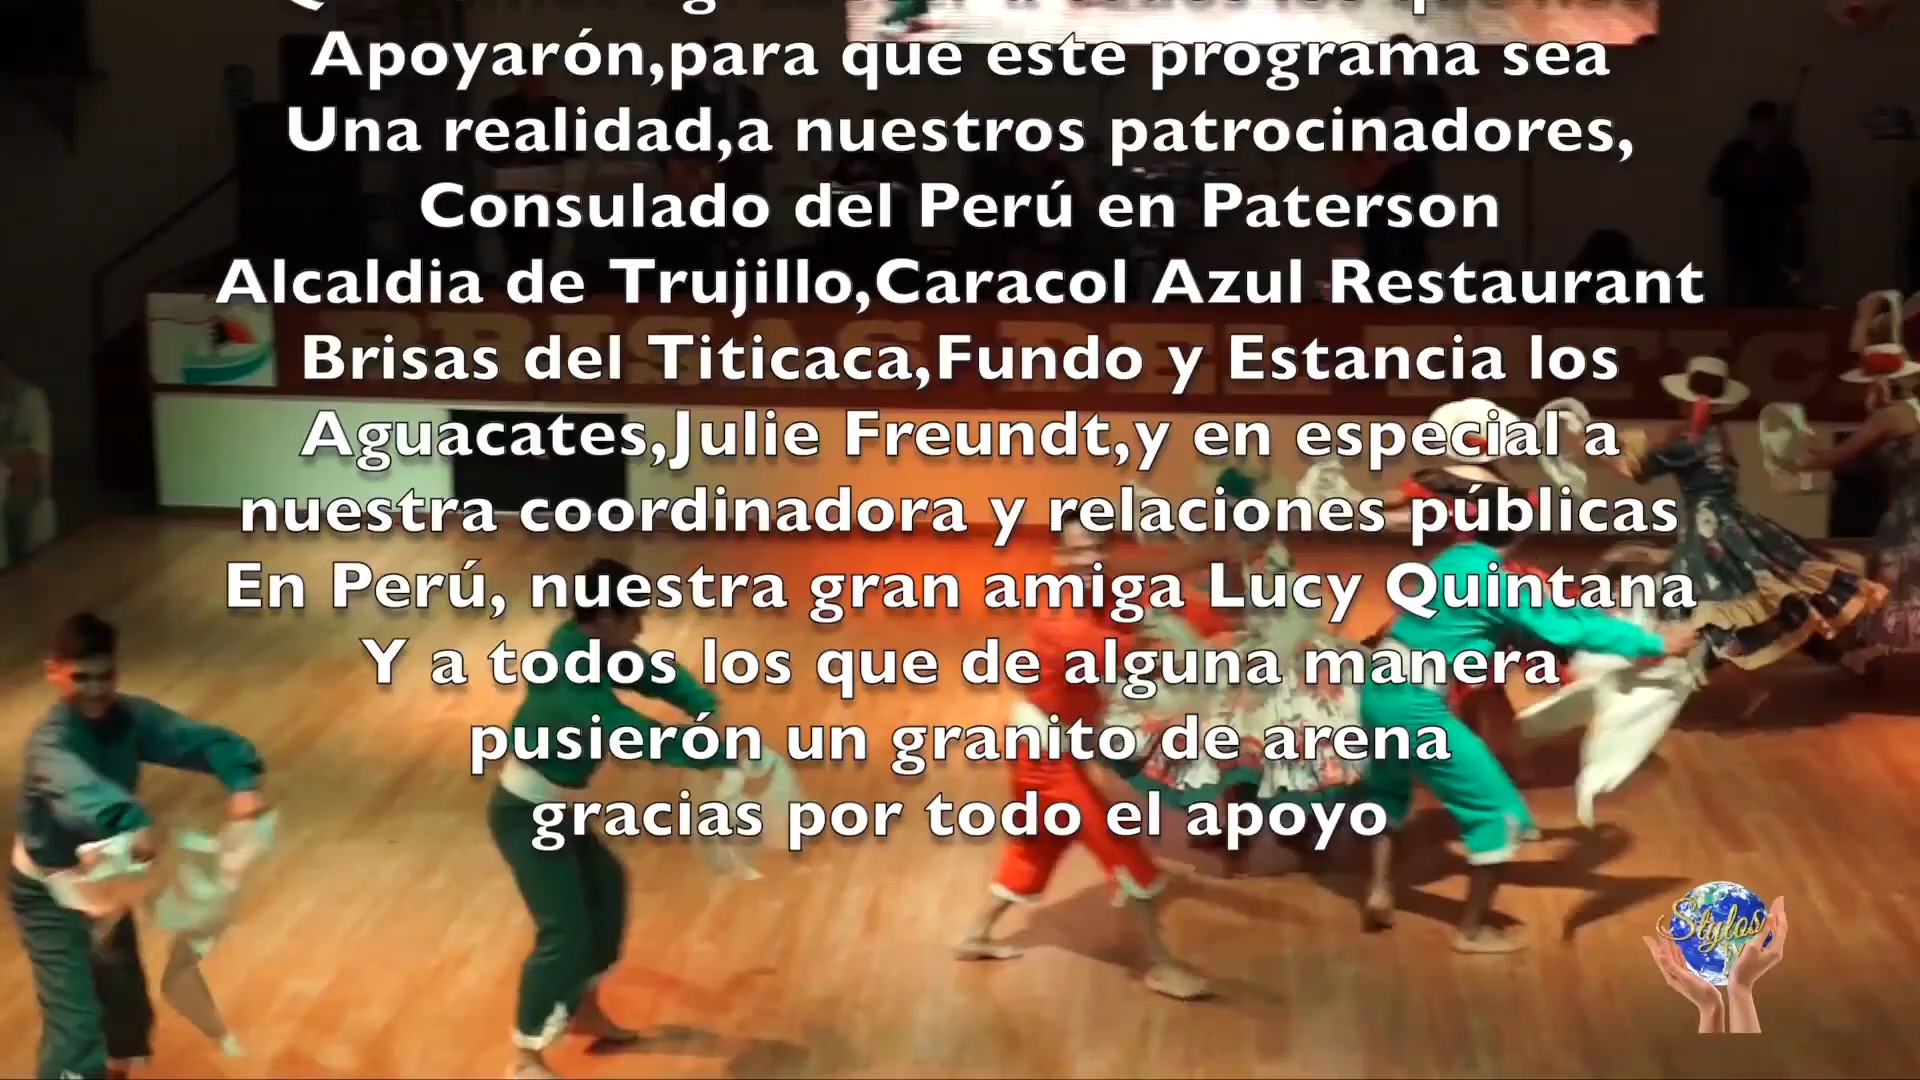 Apoyarón,para que este programa sea
Una realidad,a nuestros patrocinadores,
Consulado del Perú en Paterson
Alcaldia de Trujillo,Caracol Azul Restaurant
Brisas del Titicaca,Fundo y Estancia los
Aguacates,Julie Freundt,y en especial a
nuestra coordinadora y relaciones públicas
En Perú, nuestra gran amiga Lucy Quintana
Y a todos los que de alguna manera
pusierón un granito de arena
gracias por todo el apoyo
BRISAS DEL
Stylos